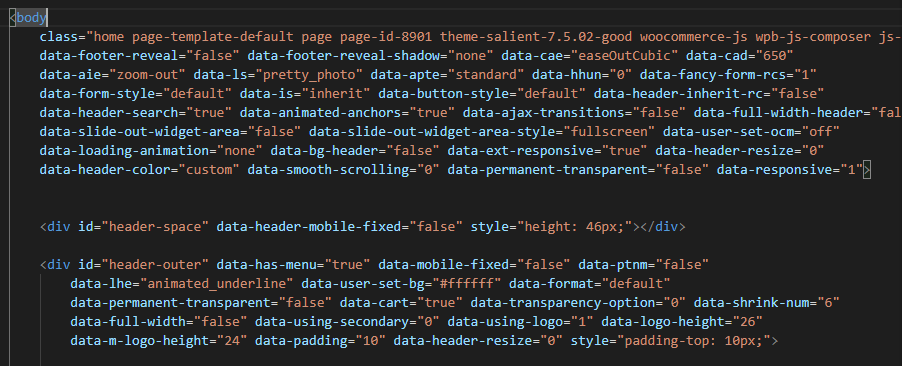 <body
class="home page-template-default page page-id-8901 theme-salient-7.5.02-good woocommerce-js wpb-js-composer js-
data-footer-reveal="false" data-footer-reveal-shadow="none" data-cae="easeOutCubic" data-cad="650"
data-aie="zoom-out" data-ls="pretty_photo" data-apte="standard" data-hhun="0" data-fancy-form-rcs="1"
data-form-style="default" data-is="inherit" data-button-style="default" data-header-inherit-rc="false"
data-header-search="true" data-animated-anchors="true" data-ajax-transitions="false" data-full-width-header="fal
data-slide-out-widget-area="false" data-slide-out-widget-area-style="fullscreen" data-user-set-ocm="off"
data-loading-animation="none" data-bg-header="false" data-ext-responsive="true" data-header-resize="0"
data-header-color="custom" data-smooth-scrolling="0" data-permanent-transparent="false" data-responsive="1">
<div id="header-space" data-header-mobile-fixed="false" style="height: 46px;"></div>
<div id="header-outer" data-has-menu="true" data-mobile-fixed="false" data-ptnm="false"
data-lhe="animated_underline" data-user-set-bg="#ffffff" data-format="default"
data-permanent-transparent="false" data-cart="true" data-transparency-option="0" data-shrink-num="6"
data-full-width="false" data-using-secondary="0" data-using-logo="1" data-logo-height="26"
data-m-logo-height="24" data-padding="10" data-header-resize="0" style="padding-top: 10px;">